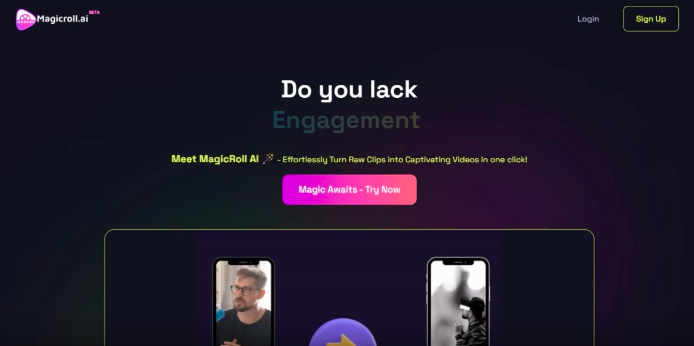 Magicroll.ai BETA
Login
Sign Up
Do you lack
Engagement
Meet MagicRoll AI - Effortlessly Turn Raw Clips into Captivating Videos in one click!
Magic Awaits - Try Now